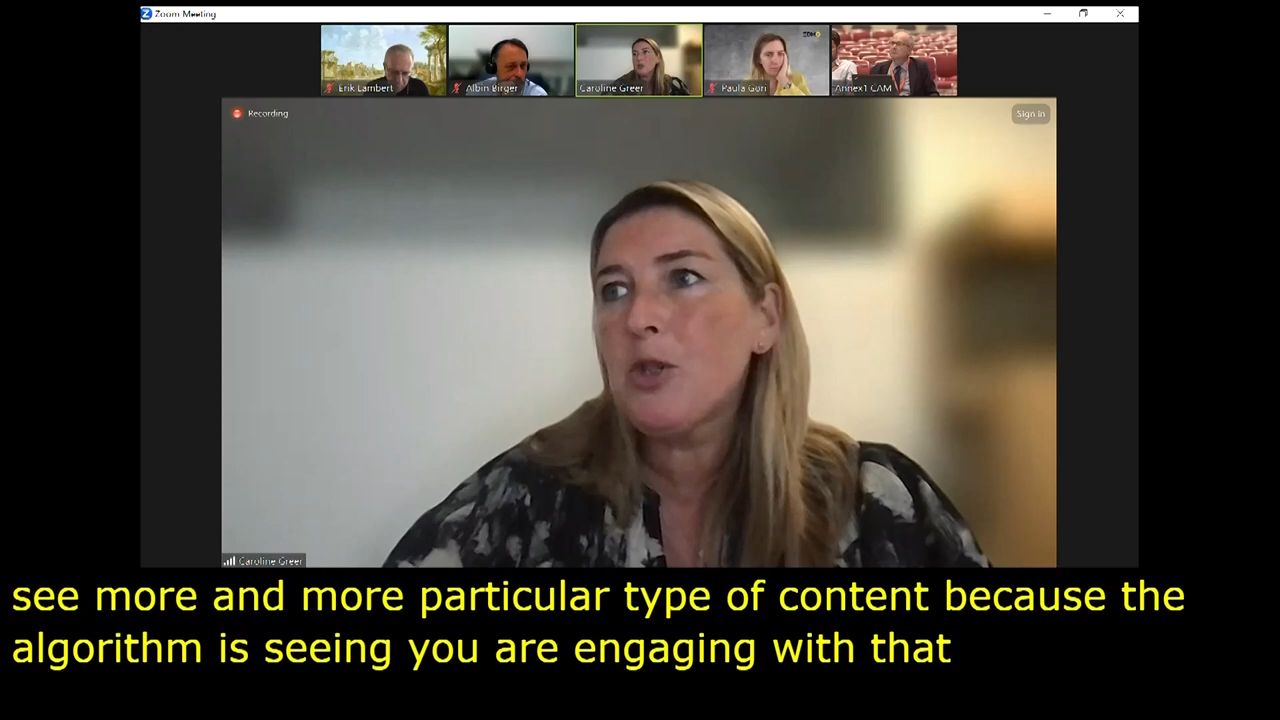 Zoom Meeting
Erik Lambert
Albin Birger
Caroline Greer
EDMO
Paula Gori
Annex1 CAM
Recording
Sign in
Caroline Greer
see more and more particular type of content because the
algorithm is seeing you are engaging with that